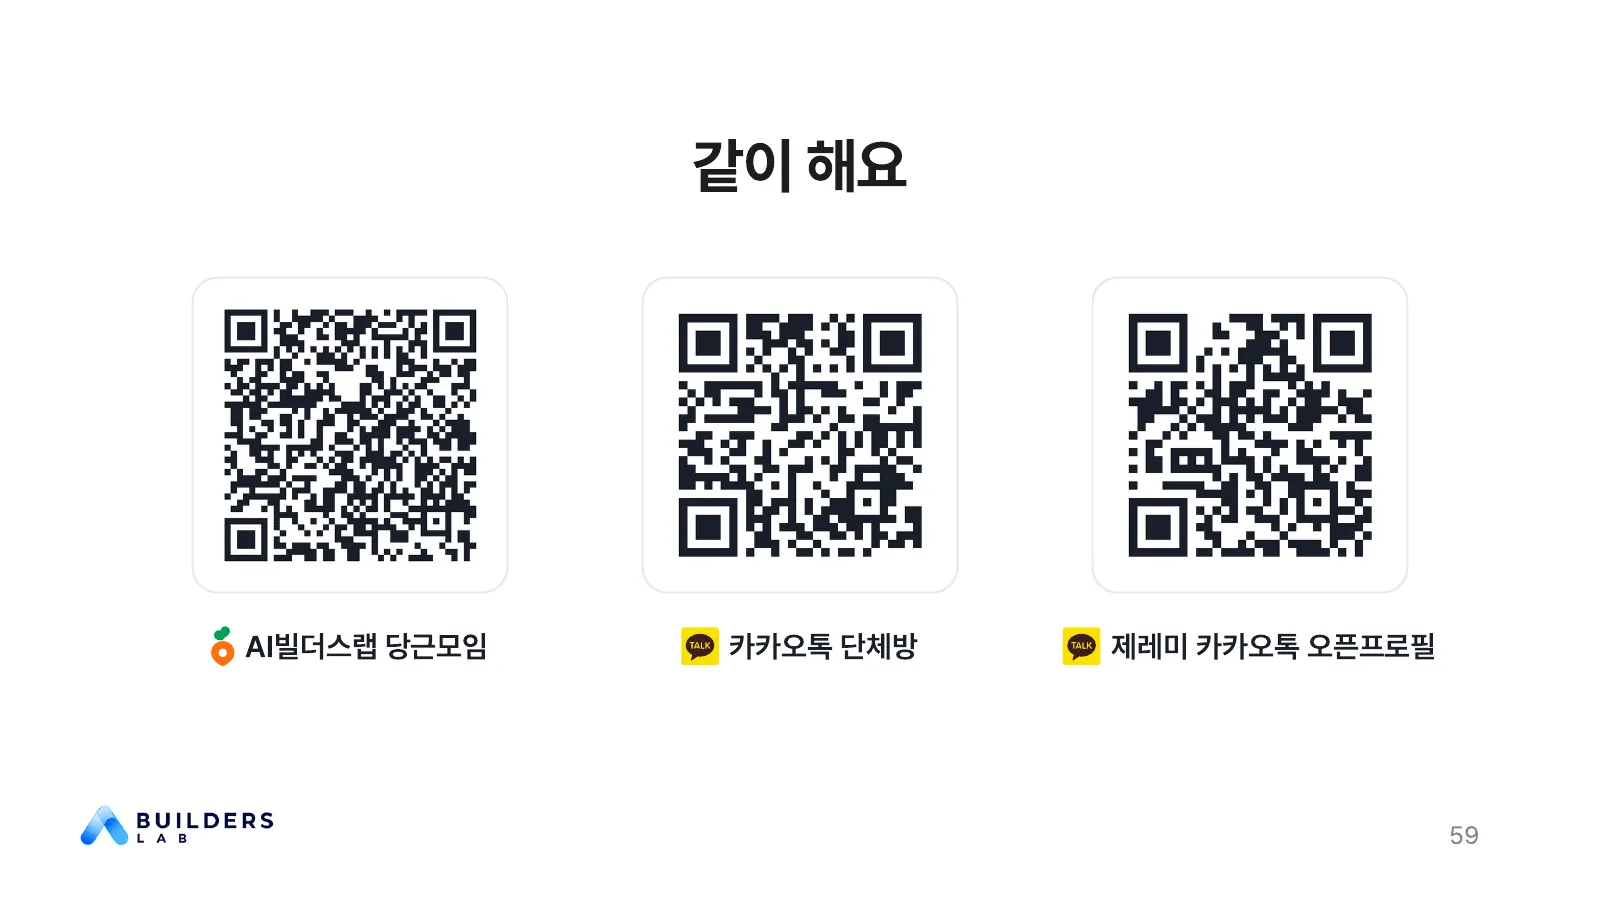 같이 해요
AI빌더스랩 당근모임
TALK 카카오톡 단체방
TALK 제레미 카카오톡 오픈프로필
BUILDERS
LAB
59